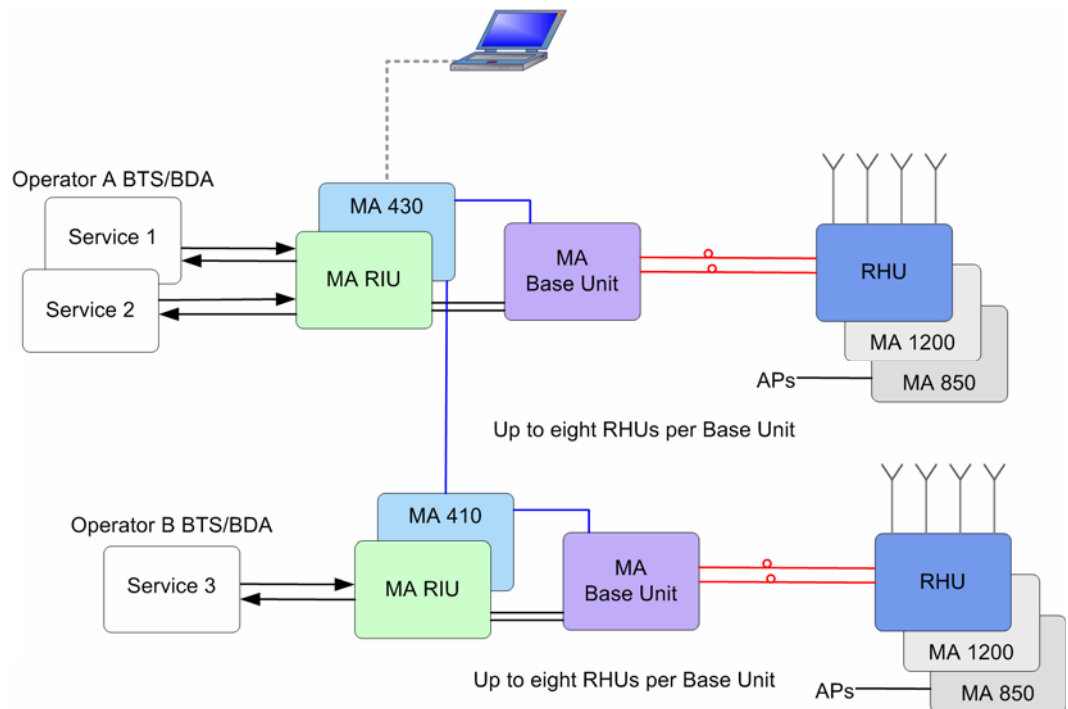 Operator A BTS/BDA
Service 1
Service 2
MA 430
MA RIU
MA
Base Unit
RHU
MA 1200
MA 850
APs
Up to eight RHUs per Base Unit
Operator B BTS/BDA
Service 3
MA 410
MA RIU
MA
Base Unit
RHU
MA 1200
MA 850
APs
Up to eight RHUs per Base Unit